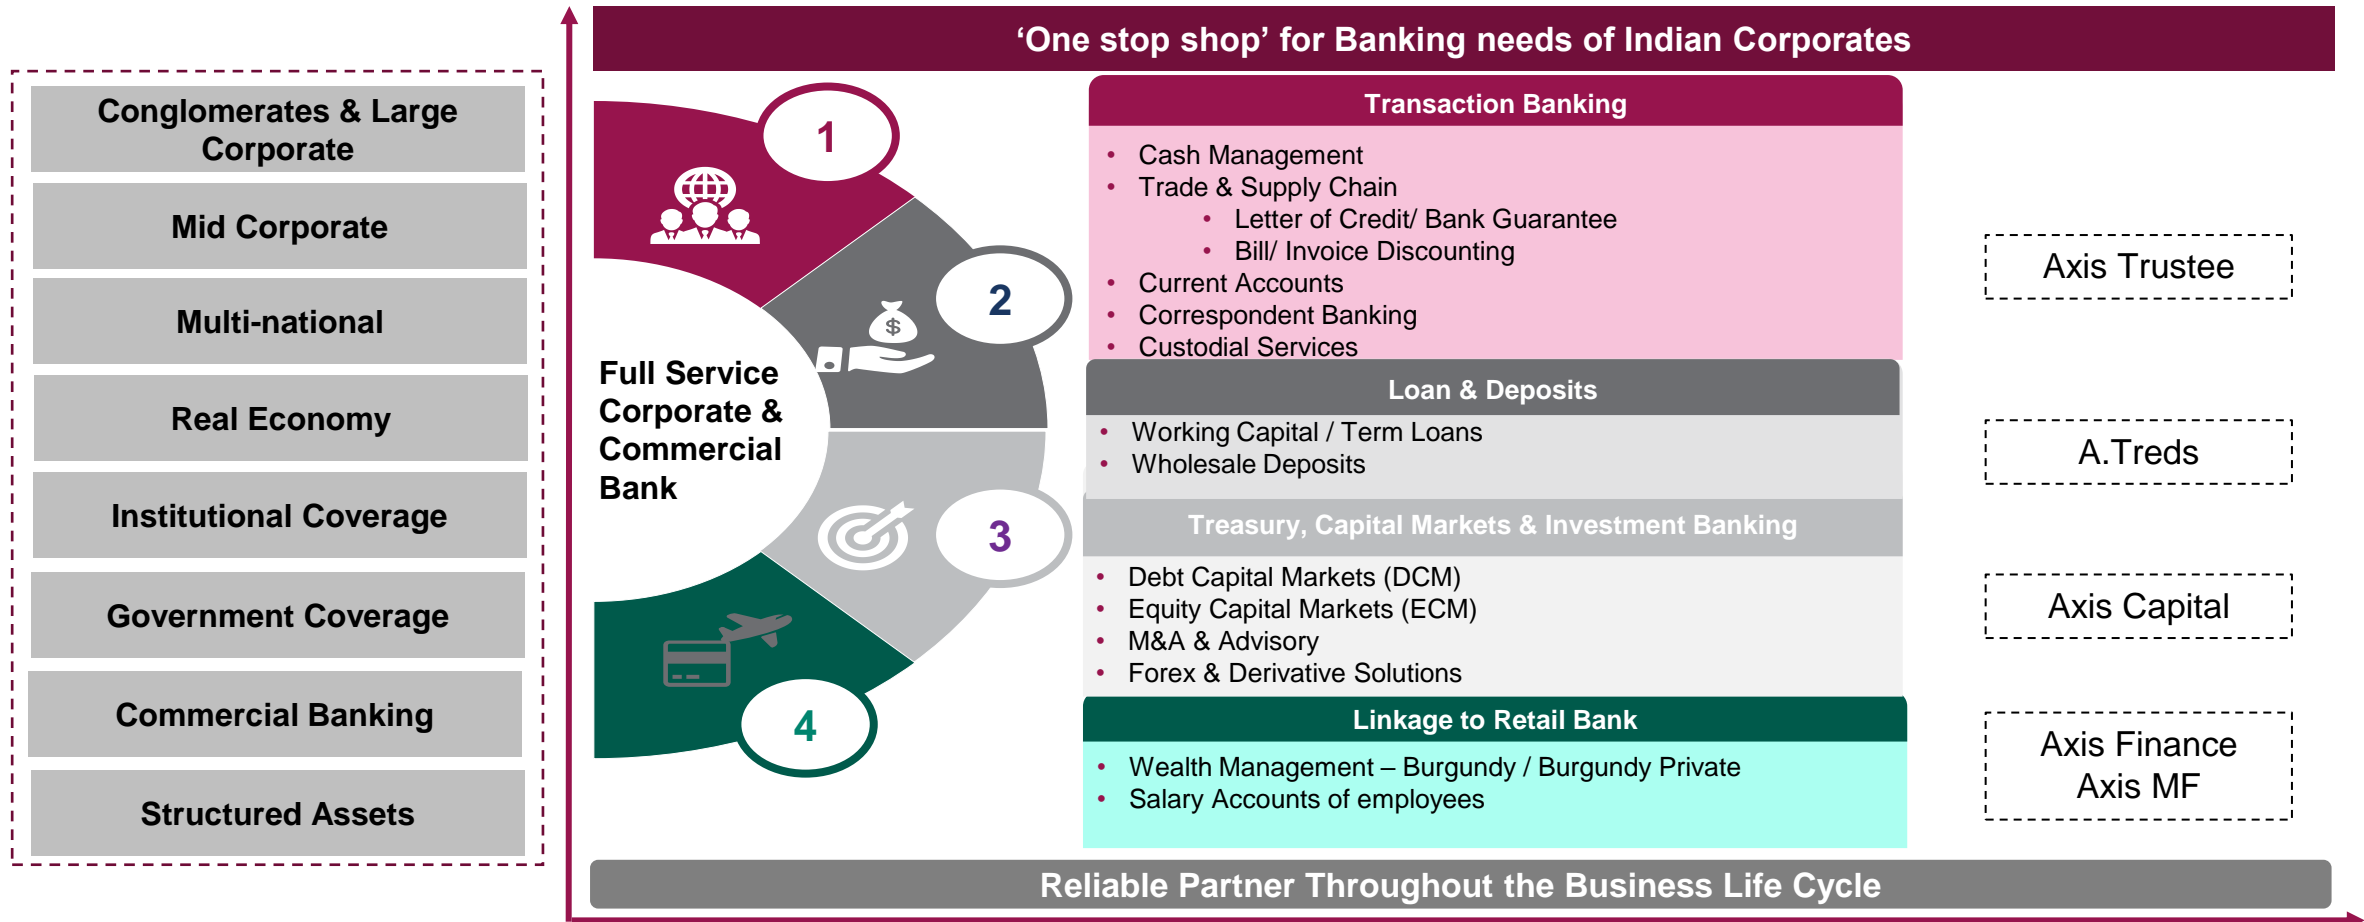 ‘One stop shop’ for Banking needs of Indian Corporates
Conglomerates & Large
Corporate
Mid Corporate
Multi-national
Real Economy
Institutional Coverage
Government Coverage
Commercial Banking
Structured Assets
Full Service
Corporate &
Commercial
Bank
1
$
2
3
4
Transaction Banking
• Cash Management
• Trade & Supply Chain
• Letter of Credit/ Bank Guarantee
• Bill/ Invoice Discounting
• Current Accounts
• Correspondent Banking
• Custodial Services
Loan & Deposits
• Working Capital / Term Loans
• Wholesale Deposits
Treasury, Capital Markets & Investment Banking
• Debt Capital Markets (DCM)
• Equity Capital Markets (ECM)
• M&A & Advisory
• Forex & Derivative Solutions
Linkage to Retail Bank
• Wealth Management – Burgundy / Burgundy Private
• Salary Accounts of employees
Axis Trustee
A.Treds
Axis Capital
Axis Finance
Axis MF
Reliable Partner Throughout the Business Life Cycle